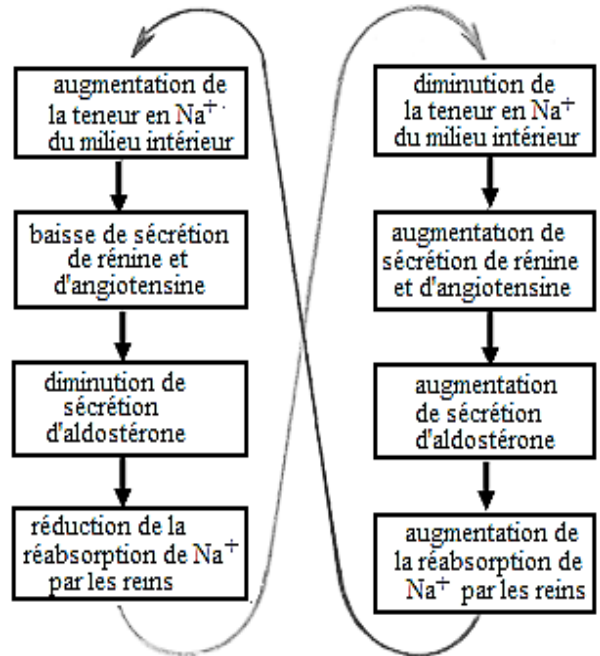 augmentation de
la teneur en Na+
du milieu intérieur
baisse de sécrétion
de rénine et
d'angiotensine
diminution de
sécrétion
d'aldostérone
réduction de la
réabsorption de Na+
par les reins
diminution de
la teneur en Na+
du milieu intérieur
augmentation de
sécrétion de rénine
et d'angiotensine
augmentation
de sécrétion
d'aldostérone
augmentation de
la réabsorption de
Na+ par les reins